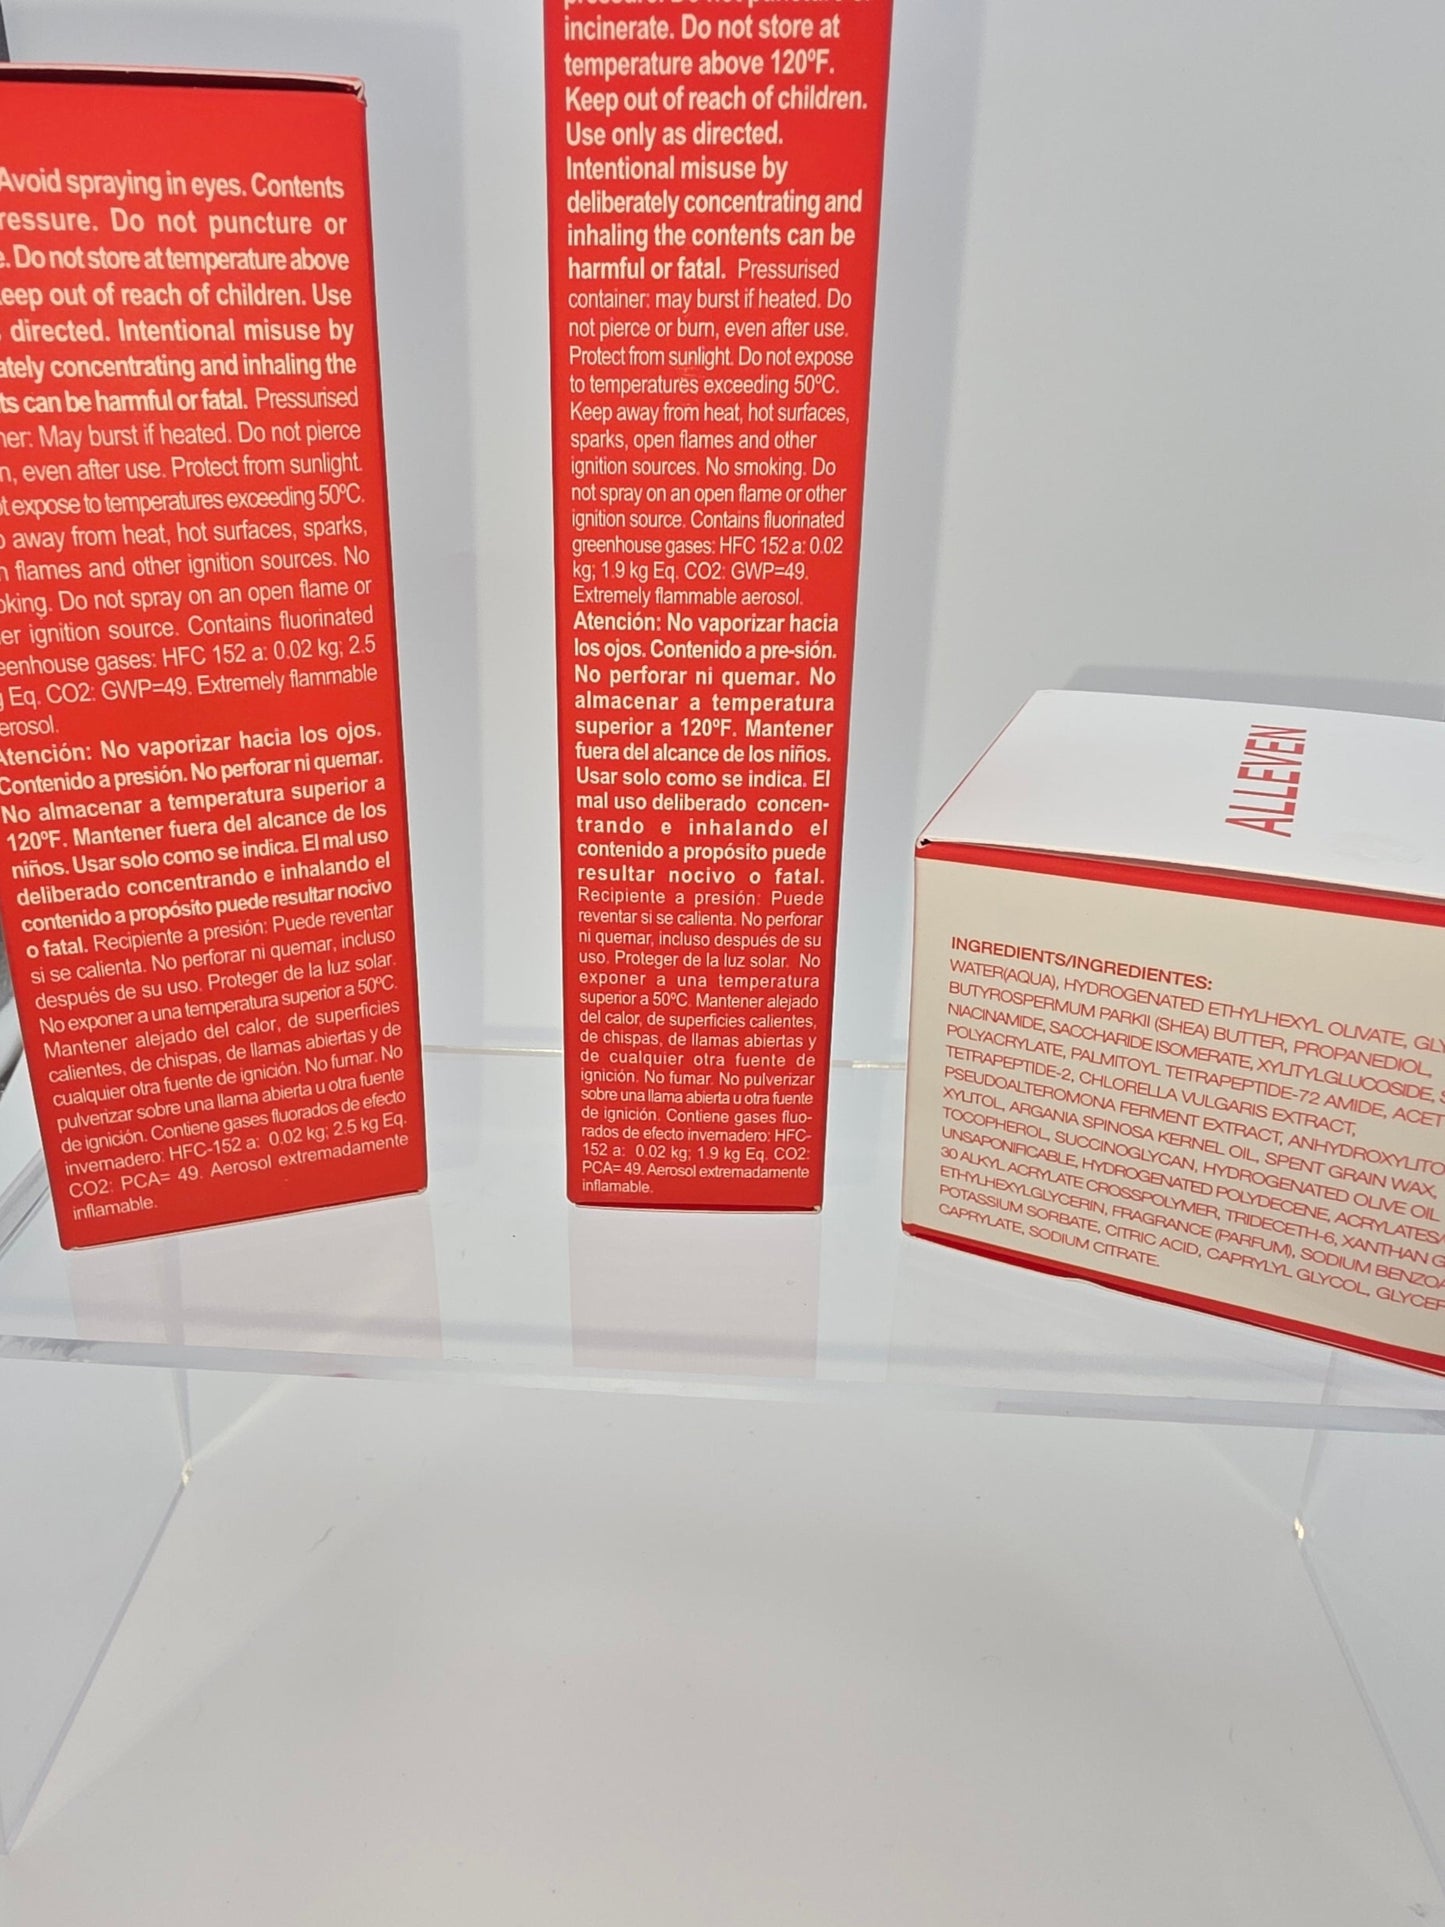 Avoid spraying in eyes. Contents
ressure. Do not puncture or
e. Do not store at temperature above
eep out of reach of children. Use
directed. Intentional misuse by
ately concentrating and inhaling the
ts can be harmful or fatal. Pressurised
ner: May burst if heated. Do not pierce
n, even after use. Protect from sunlight.
ot expose to temperatures exceeding 50ºC.
away from heat, hot surfaces, sparks,
n flames and other ignition sources. No
oking. Do not spray on an open flame or
er ignition source. Contains fluorinated
eenhouse gases: HFC 152 a: 0.02 kg; 2.5
g Eq. CO2: GWP=49. Extremely flammable
erosol.
Atención: No vaporizar hacia los ojos.
Contenido a presión. No perforar ni quemar.
No almacenar a temperatura superior a
120ºF. Mantener fuera del alcance de los
niños. Usar solo como se indica. El mal uso
deliberado concentrando e inhalando el
contenido a propósito puede resultar nocivo
o fatal. Recipiente a presión: Puede reventar
si se calienta. No perforar ni quemar, incluso
después de su uso. Proteger de la luz solar.
No exponer a una temperatura superior a 50ºC.
Mantener alejado del calor, de superficies
calientes, de chispas, de llamas abiertas y de
cualquier otra fuente de ignición. No fumar. No
pulverizar sobre una llama abierta u otra fuente
de ignición. Contiene gases fluorados de efecto
invernadero: HFC-152 a: 0.02 kg; 2.5 kg Eq.
CO2: PCA= 49. Aerosol extremadamente
inflamable.
incinerate. Do not store at
temperature above 120ºF.
Keep out of reach of children.
Use only as directed.
Intentional misuse by
deliberately concentrating and
inhaling the contents can be
harmful or fatal. Pressurised
container: may burst if heated. Do
not pierce or burn, even after use.
Protect from sunlight. Do not expose
to temperatures exceeding 50ºC.
Keep away from heat, hot surfaces,
sparks, open flames and other
ignition sources. No smoking. Do
not spray on an open flame or other
ignition source. Contains fluorinated
greenhouse gases: HFC 152 a: 0.02
kg; 1.9 kg Eq. CO2: GWP=49.
Extremely flammable aerosol.
Atención: No vaporizar hacia
los ojos. Contenido a pre-sión.
No perforar ni quemar. No
almacenar a temperatura
superior a 120ºF. Mantener
fuera del alcance de los niños.
Usar solo como se indica. El
mal uso deliberado concen-
trando e inhalando el
contenido a propósito puede
resultar nocivo o fatal.
Recipiente a presión: Puede
reventar si se calienta. No perforar
ni quemar, incluso después de su
uso. Proteger de la luz solar. No
exponer a una temperatura
superior a 50ºC. Mantener alejado
del calor, de superficies calientes,
de chispas, de llamas abiertas y
de cualquier otra fuente de
ignición. No fumar. No pulverizar
sobre una llama abierta u otra fuente
de ignición. Contiene gases fluo-
rados de efecto invernadero: HFC-
152 a: 0.02 kg; 1.9 kg Eq. CO2:
PCA= 49. Aerosol extremadamente
inflamable.
ALLEVEN
INGREDIENTS/INGREDIENTES:
WATER(AQUA), HYDROGENATED ETHYLHEXYL OLIVATE, GLY
BUTYROSPERMUM PARKII (SHEA) BUTTER, PROPANEDIOL,
NIACINAMIDE, SACCHARIDE ISOMERATE, XYLITYLGLUCOSIDE, S
POLYACRYLATE, PALMITOYL TETRAPEPTIDE-72 AMIDE, ACET
TETRAPEPTIDE-2, CHLORELLA VULGARIS EXTRACT,
PSEUDOALTEROMONA FERMENT EXTRACT, ANHYDROXYLITO
XYLITOL, ARGANIA SPINOSA KERNEL OIL, SPENT GRAIN WAX,
TOCOPHEROL, SUCCINOGLYCAN, HYDROGENATED OLIVE OIL
UNSAPONIFICABLE, HYDROGENATED POLYDECENE, ACRYLATES/
30 ALKYL ACRYLATE CROSSPOLYMER, TRIDECETH-6, XANTHAN G
ETHYLHEXYLGLYCERIN, FRAGRANCE (PARFUM), SODIUM BENZOA
POTASSIUM SORBATE, CITRIC ACID, CAPRYLYL GLYCOL, GLYCER
CAPRYLATE, SODIUM CITRATE.